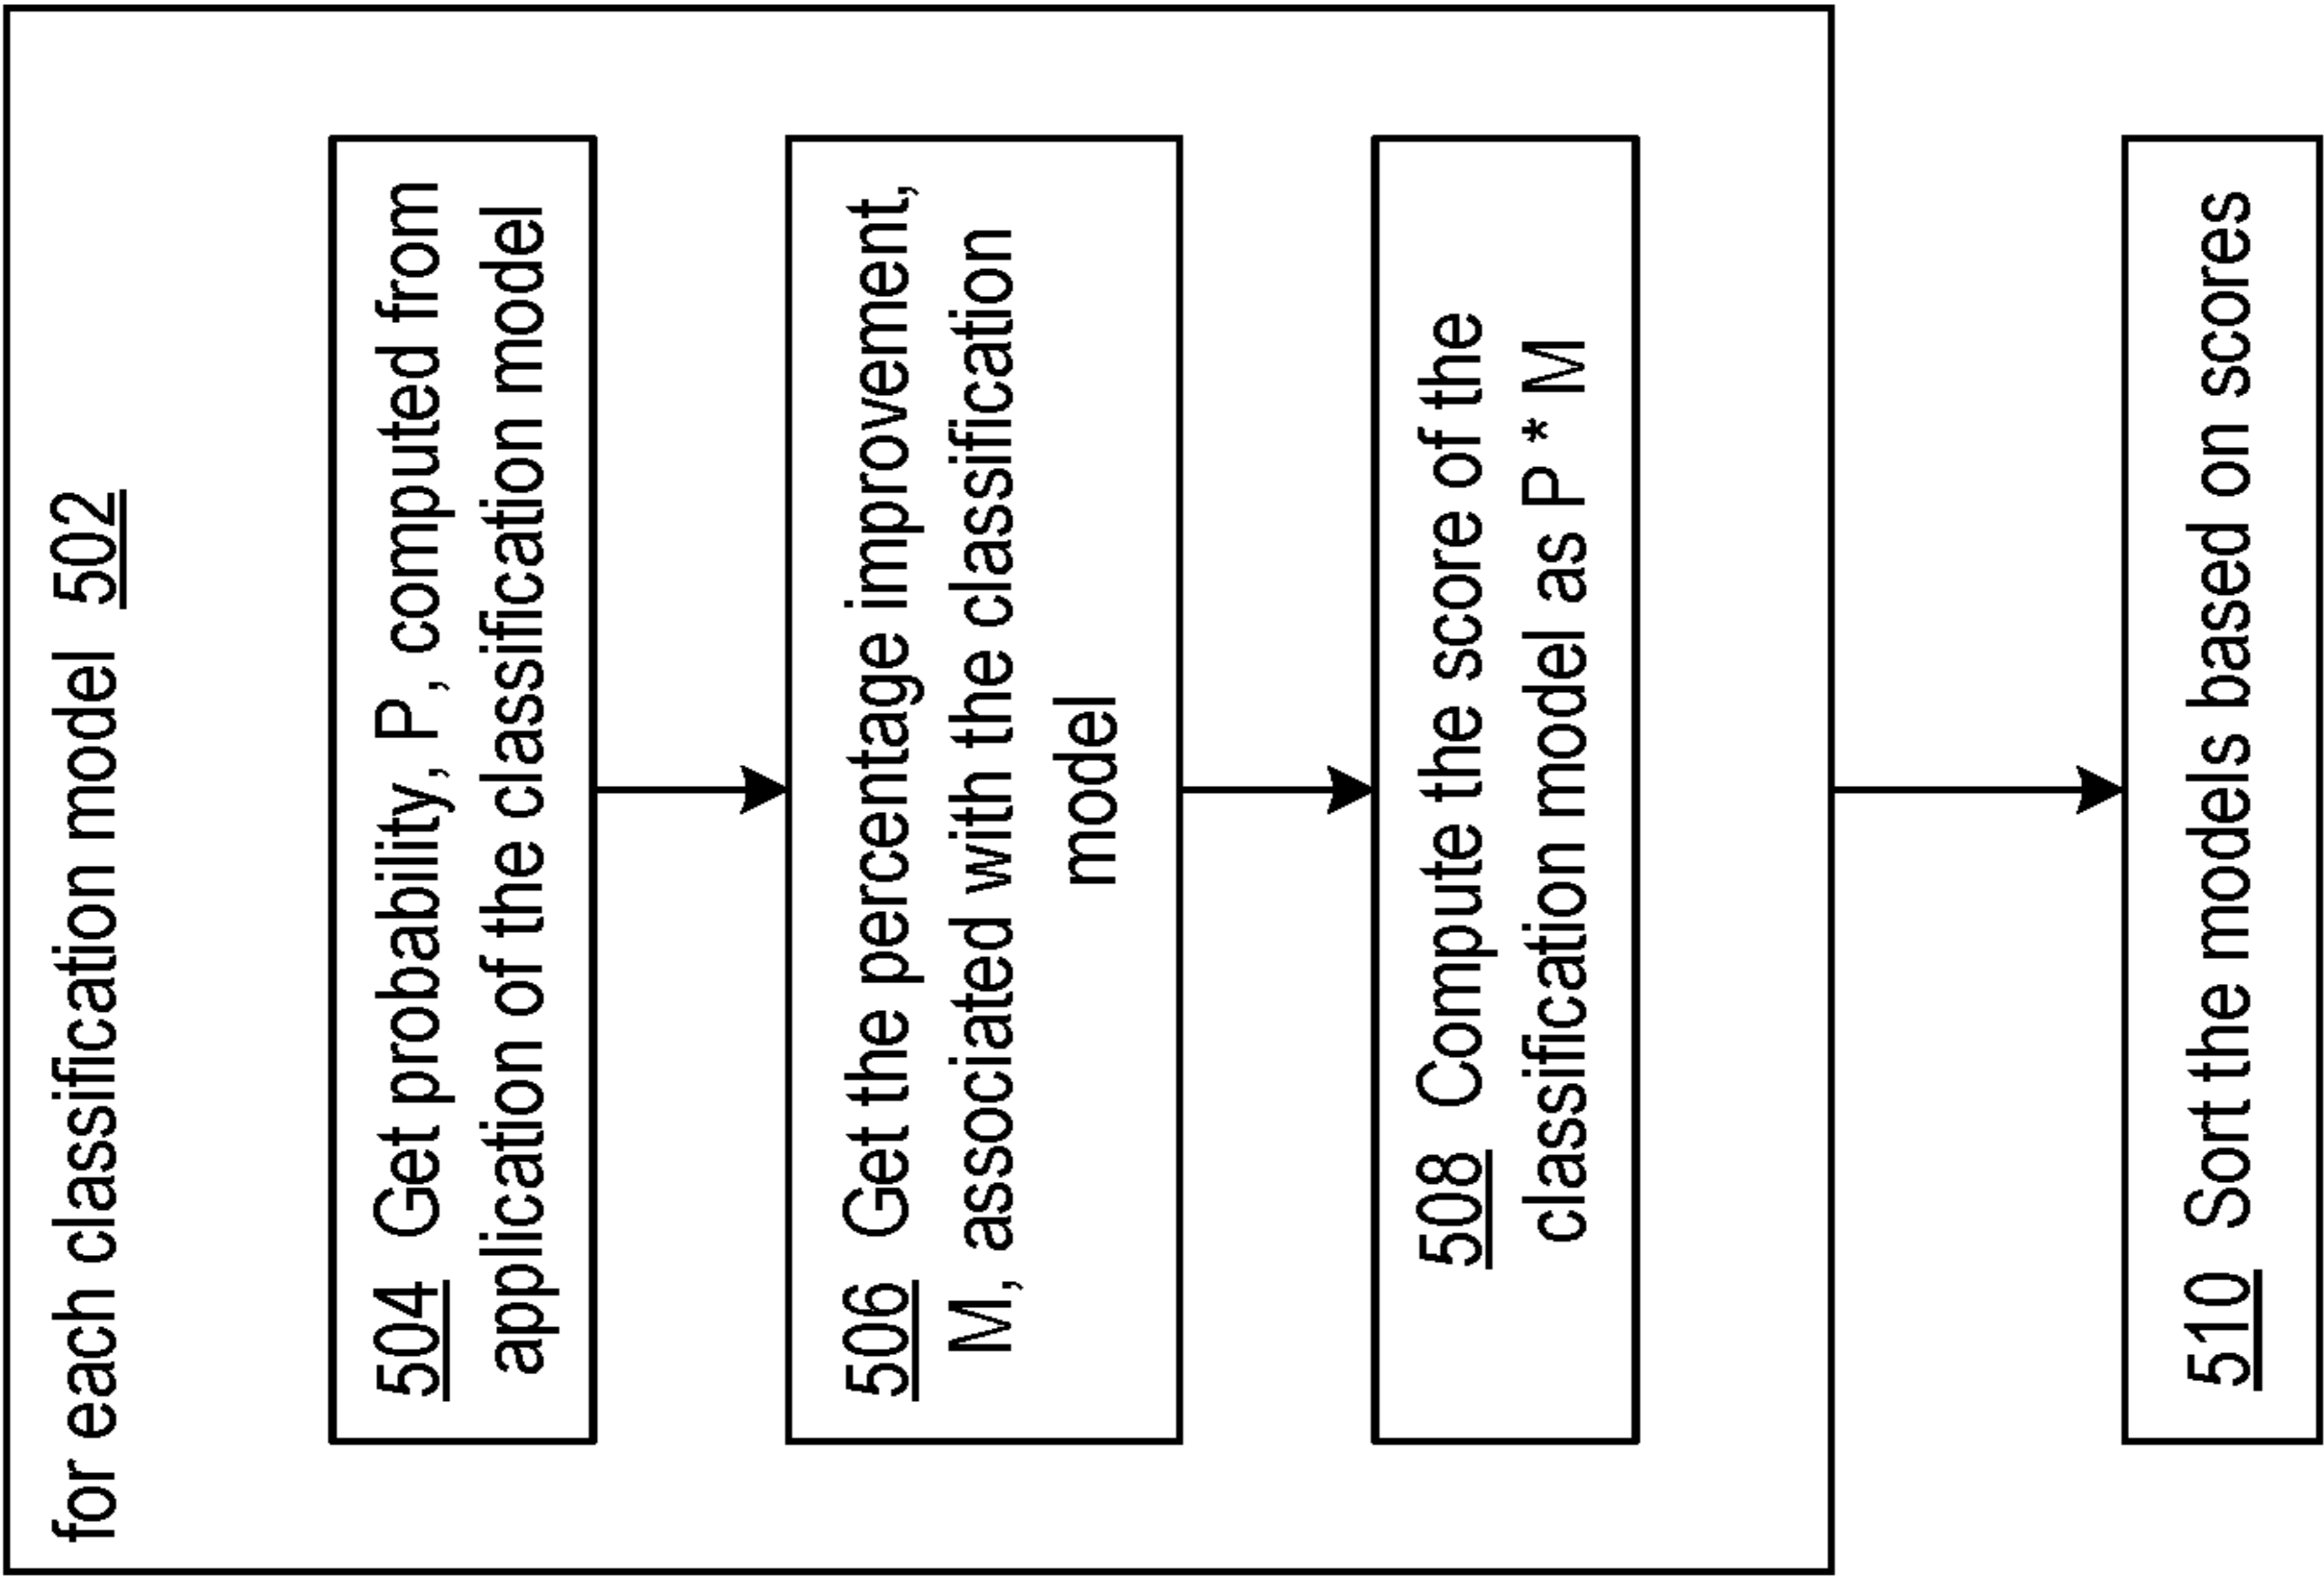 for each classification model 502
504 Get probability, P, computed from
application of the classification model
506 Get the percentage improvement,
M, associated with the classification
model
508 Compute the score of the
classification model as P * M
510 Sort the models based on scores